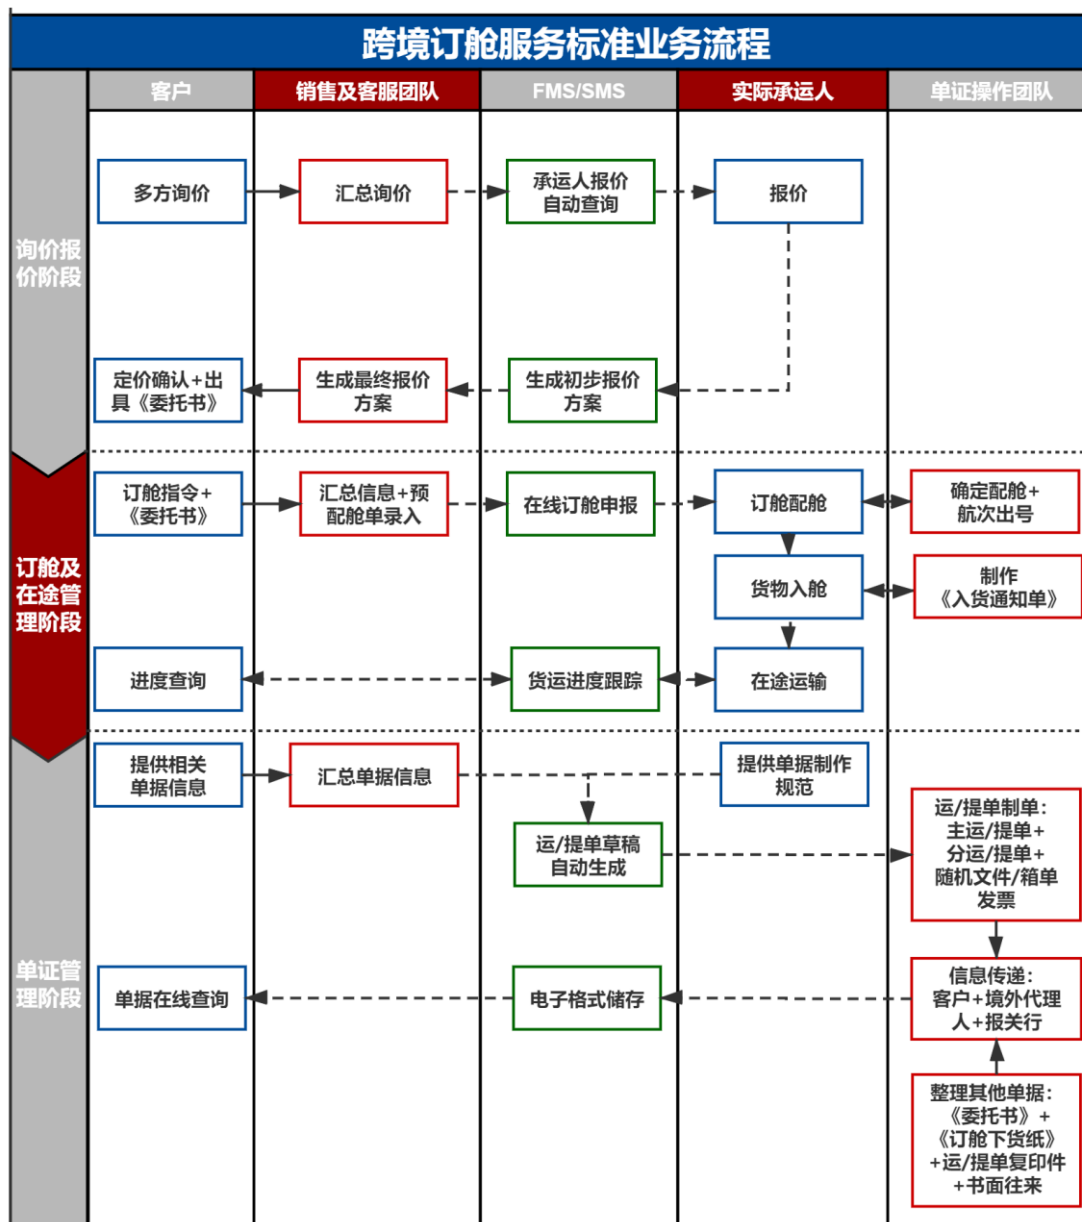 跨境订舱服务标准业务流程
客户
销售及客服团队
FMS/SMS
实际承运人
单证操作团队
询价报
价阶段
多方询价
汇总询价
承运人报价
自动查询
报价
定价确认+出
具《委托书》
生成最终报价
方案
生成初步报价
方案
订舱及
在途管
理阶段
订舱指令+
《委托书》
汇总信息+预
配舱单录入
在线订舱申报
订舱配舱
确定配舱+
航次出号
货物入舱
制作
《入货通知单》
进度查询
货运进度跟踪
在途运输
单证管
理阶段
提供相关
单据信息
汇总单据信息
提供单据制作
规范
运/提单草稿
自动生成
运/提单制单：
主运/提单+
分运/提单+
随机文件/箱单
发票
单据在线查询
电子格式储存
信息传递：
客户+境外代理
人+报关行
整理其他单据：
《委托书》+
《订舱下货纸》
+运/提单复印件
+书面往来